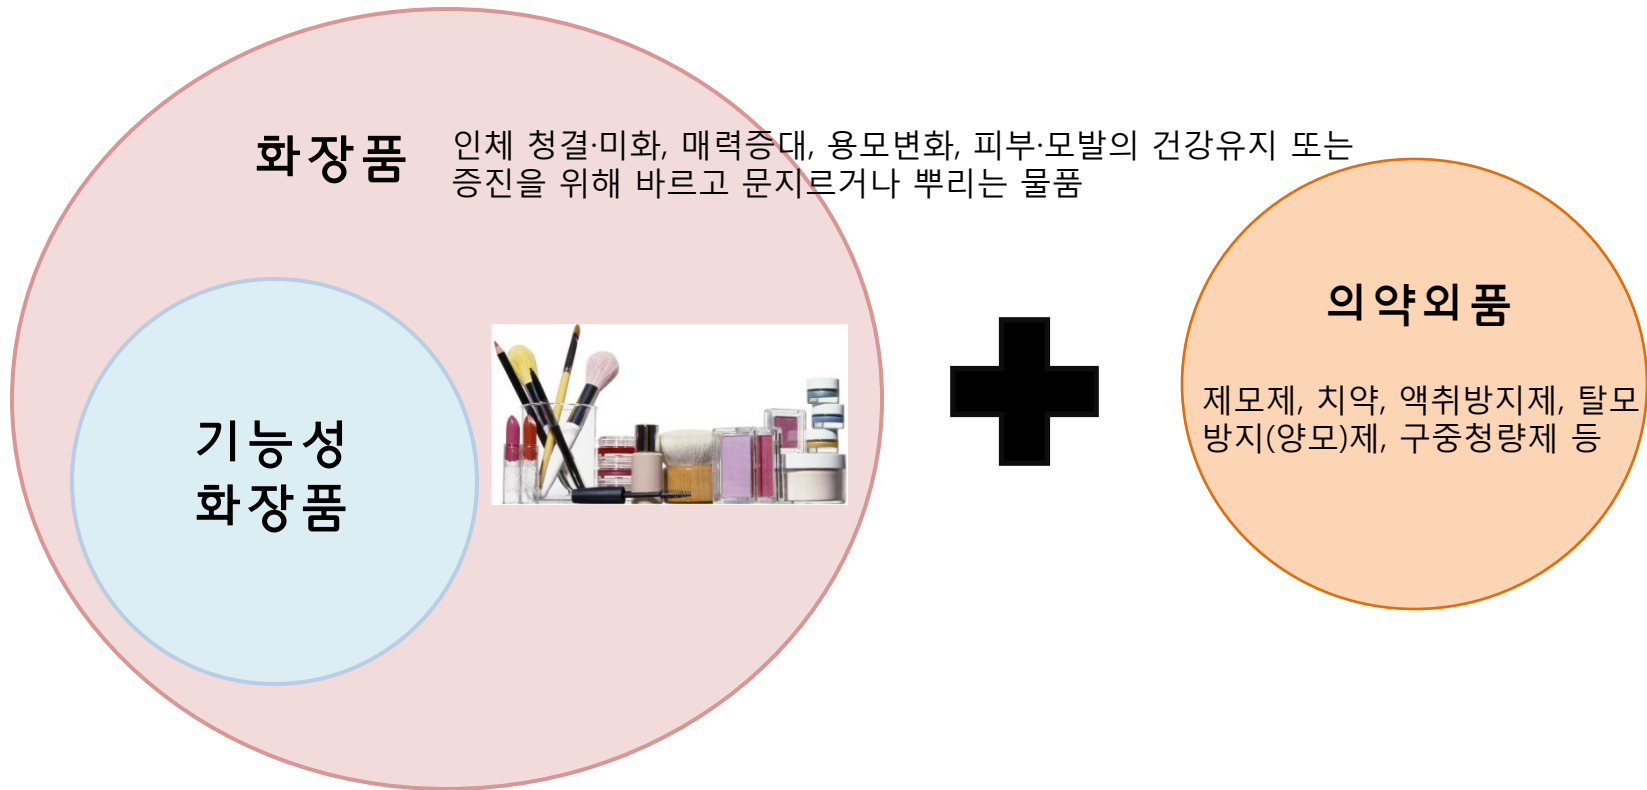 화장품
인체 청결·미화, 매력증대, 용모변화, 피부·모발의 건강유지 또는
증진을 위해 바르고 문지르거나 뿌리는 물품
기능성
화장품
의약외품
제모제, 치약, 액취방지제, 탈모
방지(양모)제, 구중청량제 등